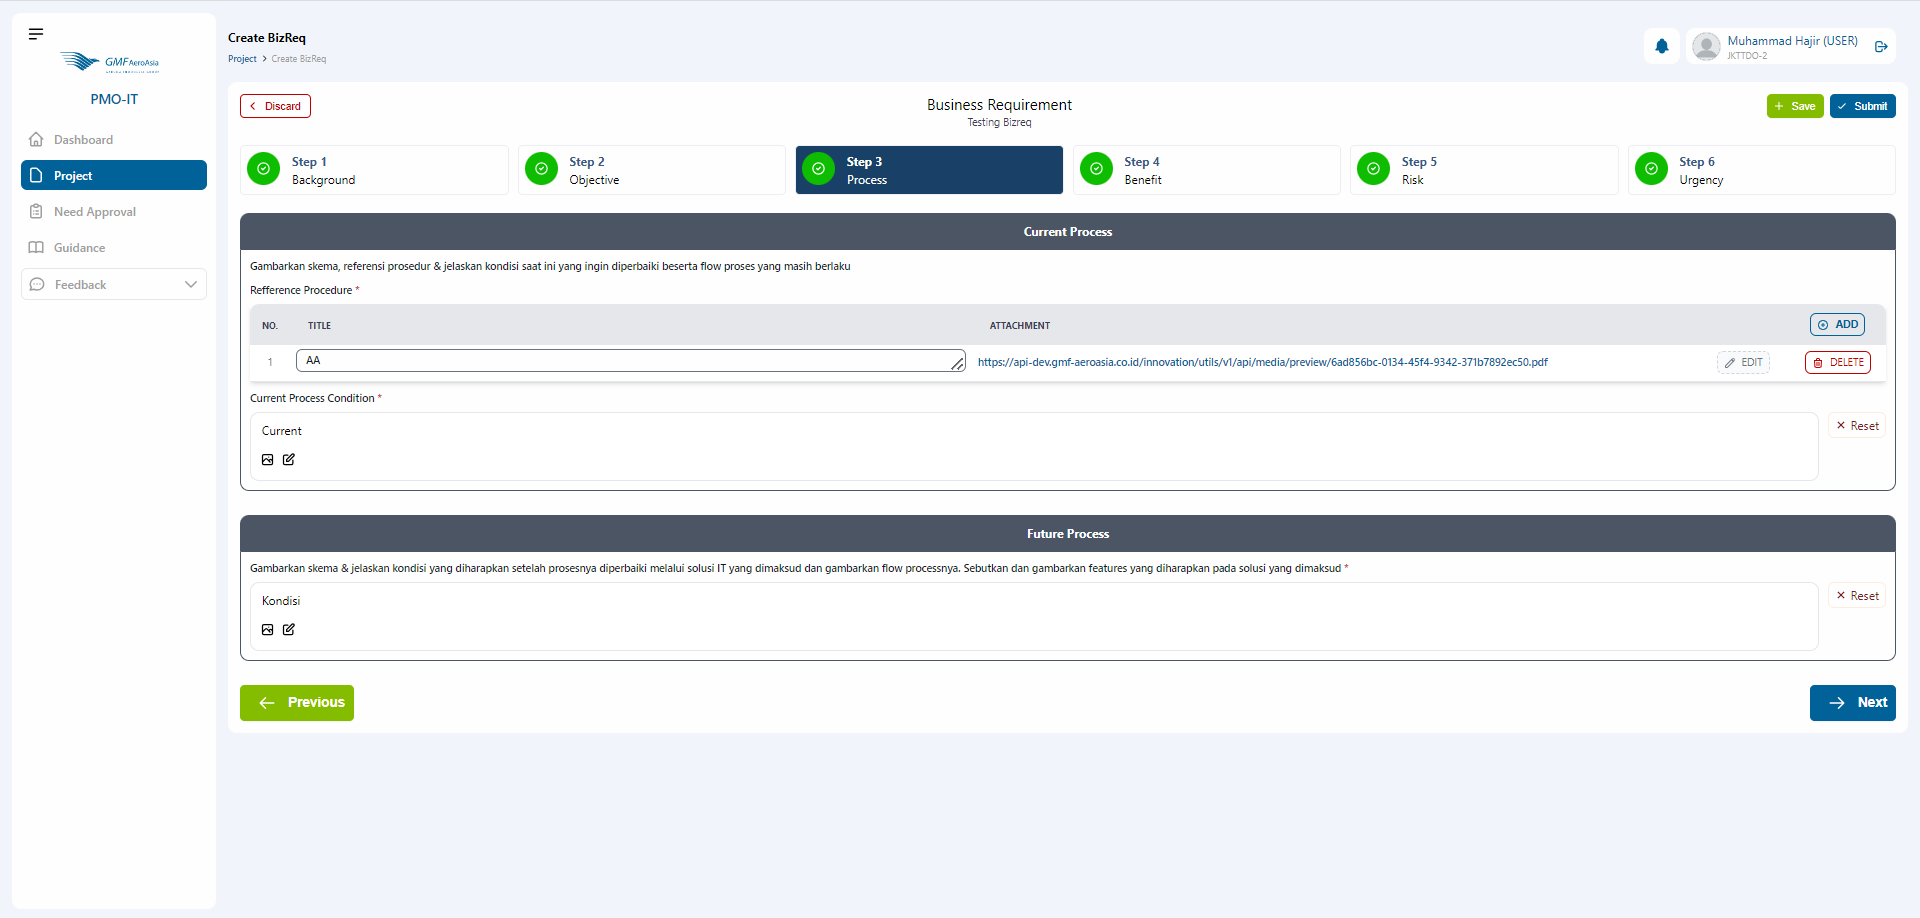 GMF AeroAsia
PMO-IT
Dashboard
Project
Need Approval
Guidance
Feedback
Create BizReq
Project > Create BizReq
Muhammad Hajir (USER)
JKTTDO-2
Discard
Business Requirement
Testing Bizreq
Save
Submit
Step 1
Background
Step 2
Objective
Step 3
Process
Step 4
Benefit
Step 5
Risk
Step 6
Urgency
Current Process
Gambarkan skema, referensi prosedur & jelaskan kondisi saat ini yang ingin diperbaiki beserta flow proses yang masih berlaku
Refference Procedure *
NO. TITLE ATTACHMENT ADD
1 AA https://api-dev.gmf-aeroasia.co.id/innovation/utils/v1/api/media/preview/6ad856bc-0134-45f4-9342-371b7892ec50.pdf EDIT DELETE
Current Process Condition *
Current
Reset
Future Process
Gambarkan skema & jelaskan kondisi yang diharapkan setelah prosesnya diperbaiki melalui solusi IT yang dimaksud dan gambarkan flow processnya. Sebutkan dan gambarkan features yang diharapkan pada solusi yang dimaksud *
Kondisi
Reset
Previous
Next